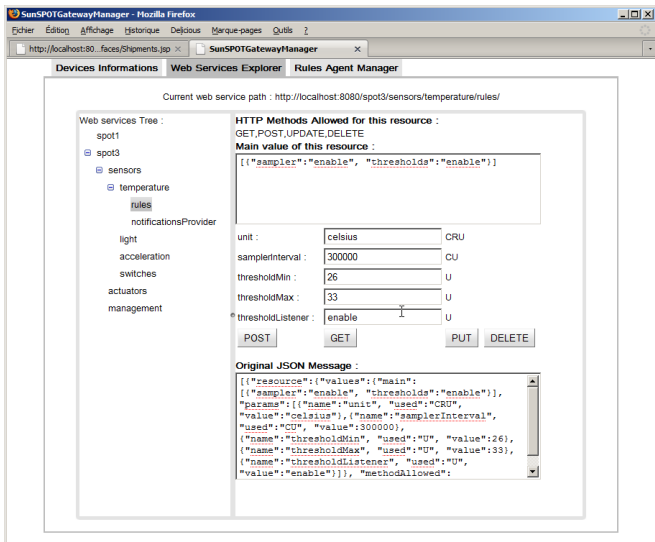 SunSPOTGatewayManager - Mozilla Firefox
Fichier Édition Affichage Historique Delicious Marque-pages Outils ?
http://localhost:80...faces/Shipments.jsp SunSPOTGatewayManager
Devices Informations Web Services Explorer Rules Agent Manager
Current web service path : http://localhost:8080/spot3/sensors/temperature/rules/
Web services Tree :
spot1
spot3
sensors
temperature
rules
notificationsProvider
light
acceleration
switches
actuators
management
HTTP Methods Allowed for this resource :
GET,POST,UPDATE,DELETE
Main value of this resource :
[{"sampler":"enable", "thresholds":"enable"}]
unit : celsius CRU
samplerInterval : 300000 CU
thresholdMin : 26 U
thresholdMax : 33 U
thresholdListener : enable U
POST GET PUT DELETE
Original JSON Message :
[{"resource":{"values":{"main":
[{"sampler":"enable", "thresholds":"enable"}],
"params":[{"name":"unit", "used":"CRU",
"value":"celsius"},{"name":"samplerInterval",
"used":"CU", "value":300000},
{"name":"thresholdMin", "used":"U", "value":26},
{"name":"thresholdMax", "used":"U", "value":33},
{"name":"thresholdListener", "used":"U",
"value":"enable"}]}, "methodAllowed":